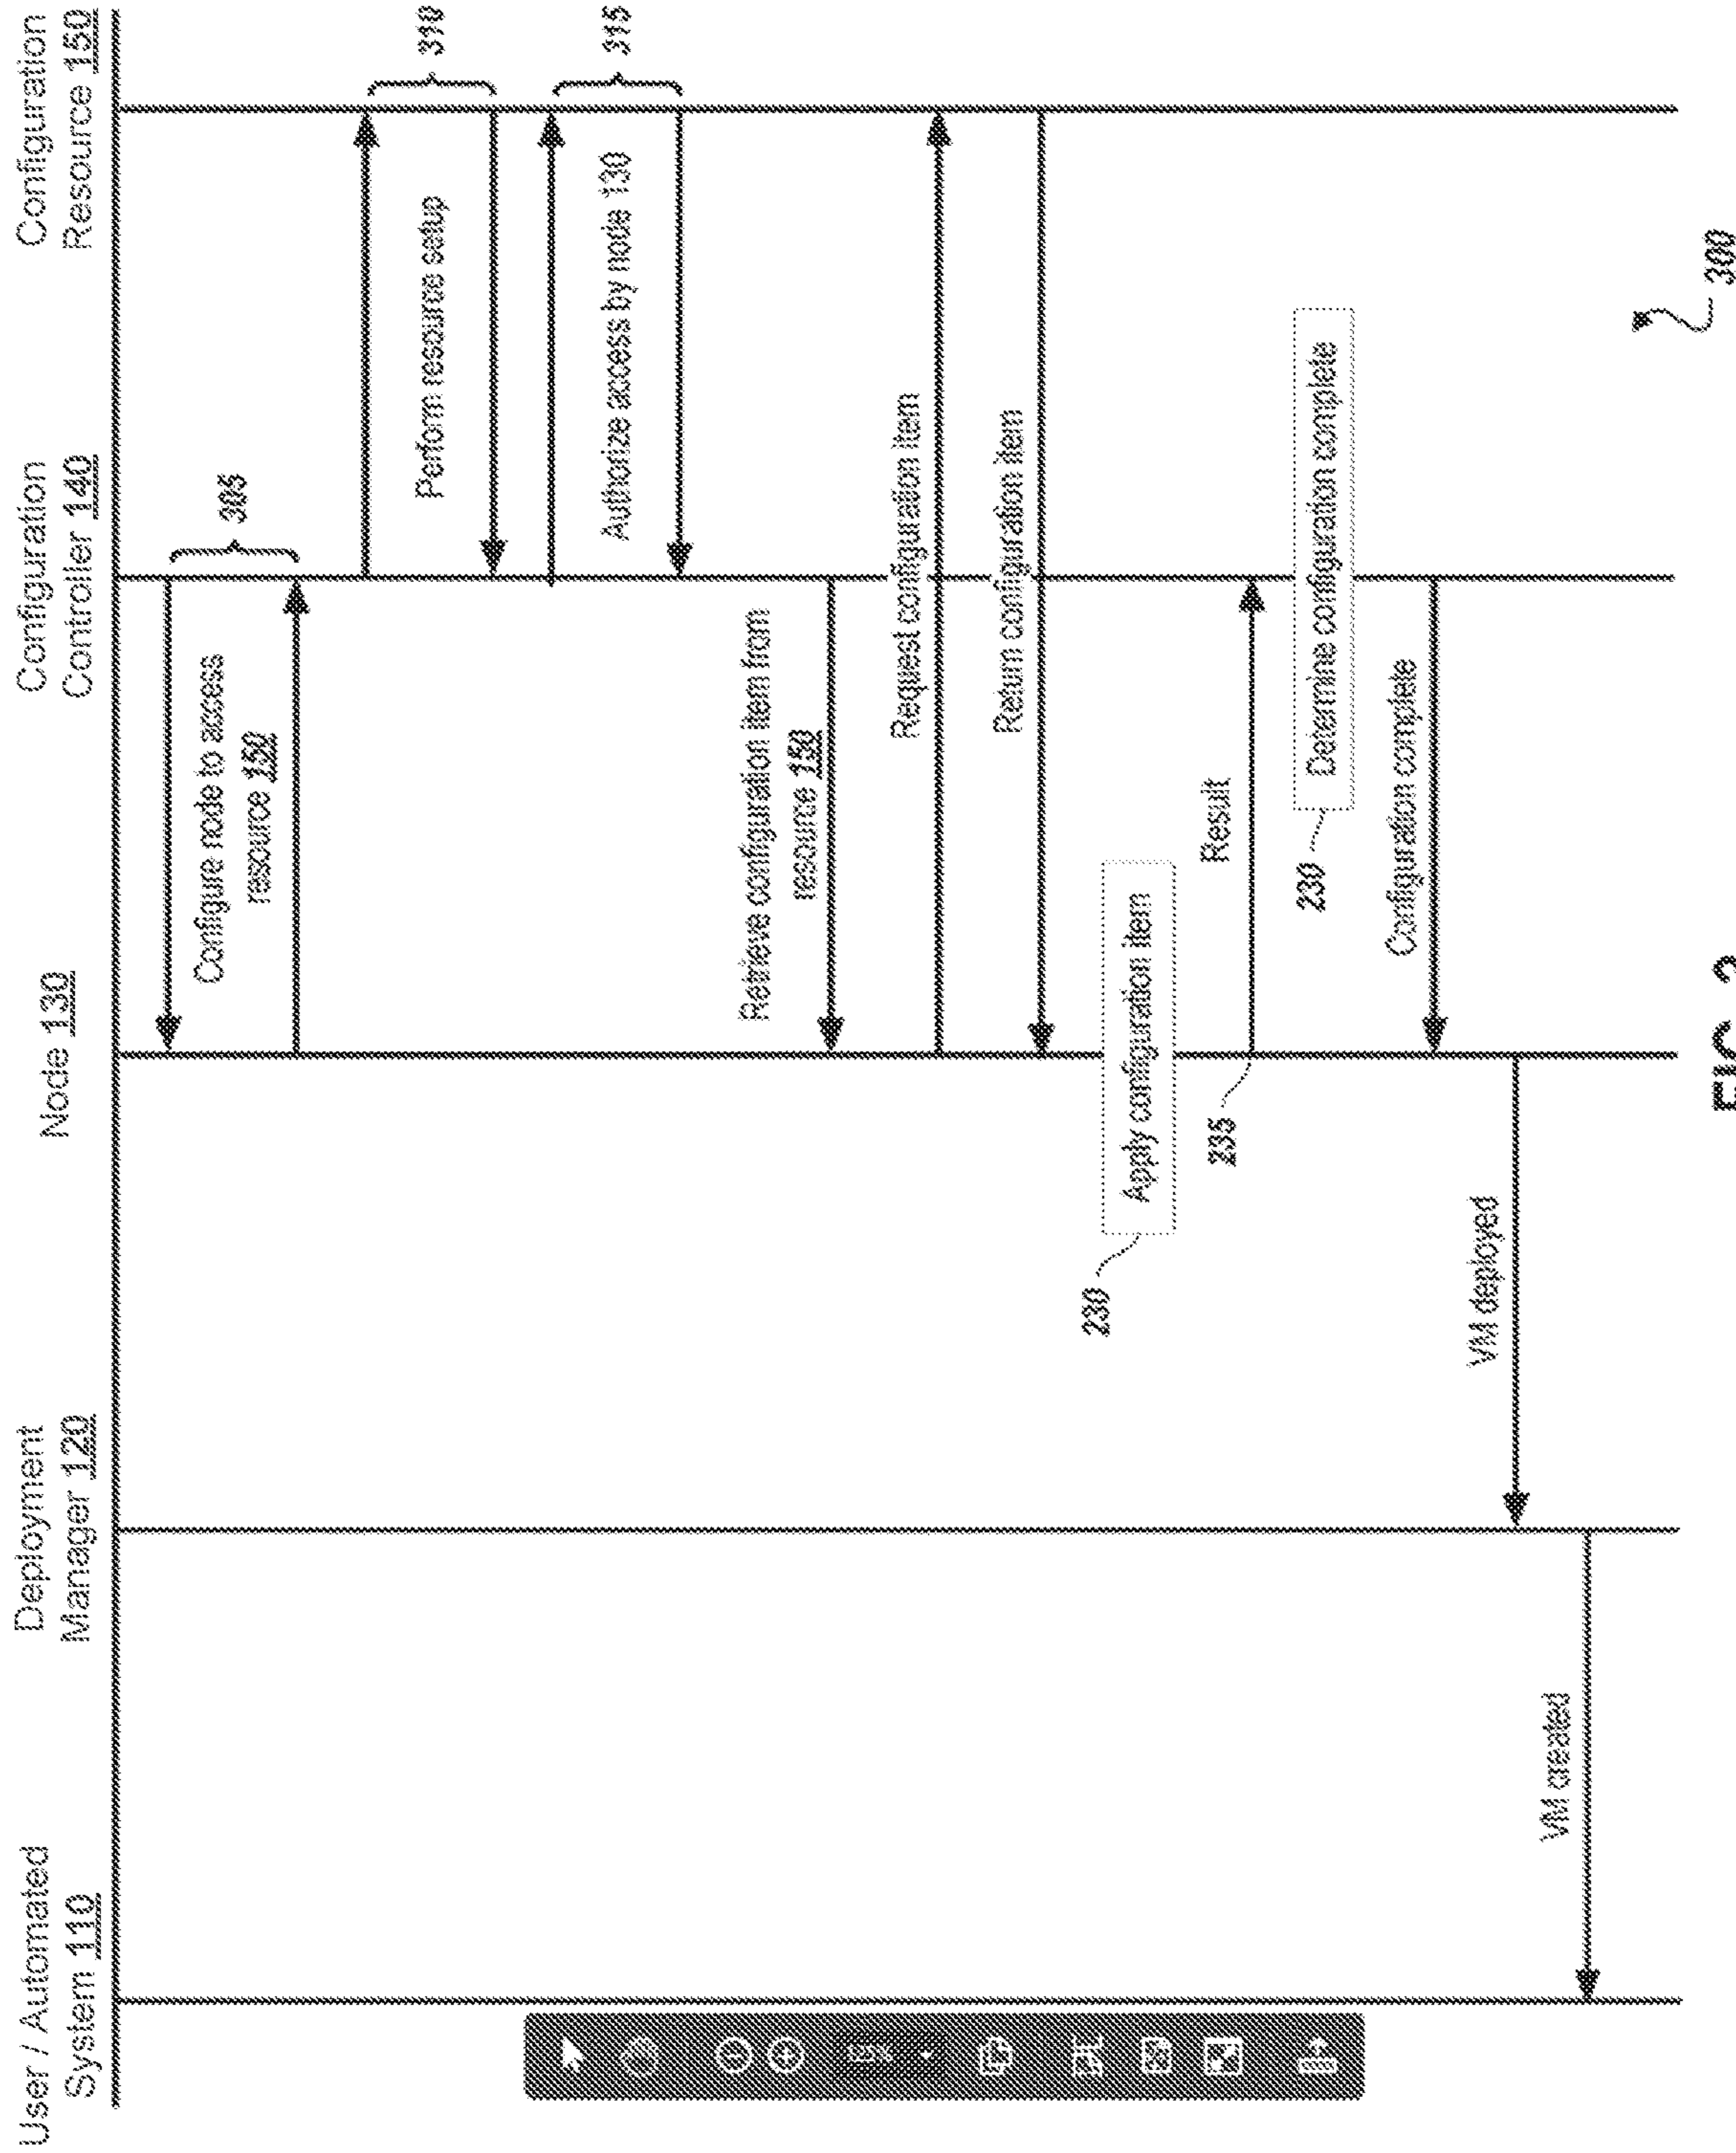 User / Automated
System 110
Deployment
Manager 120
Node 130
Configuration
Controller 140
Configuration
Resource 150
305
Configure node to access
resource 150
310
Perform resource setup
315
Authorize access by node 130
Retrieve configuration item from
resource 150
Request configuration item
Return configuration item
230
Apply configuration item
235
Result
230
Determine configuration complete
Configuration complete
VM deployed
VM created
300